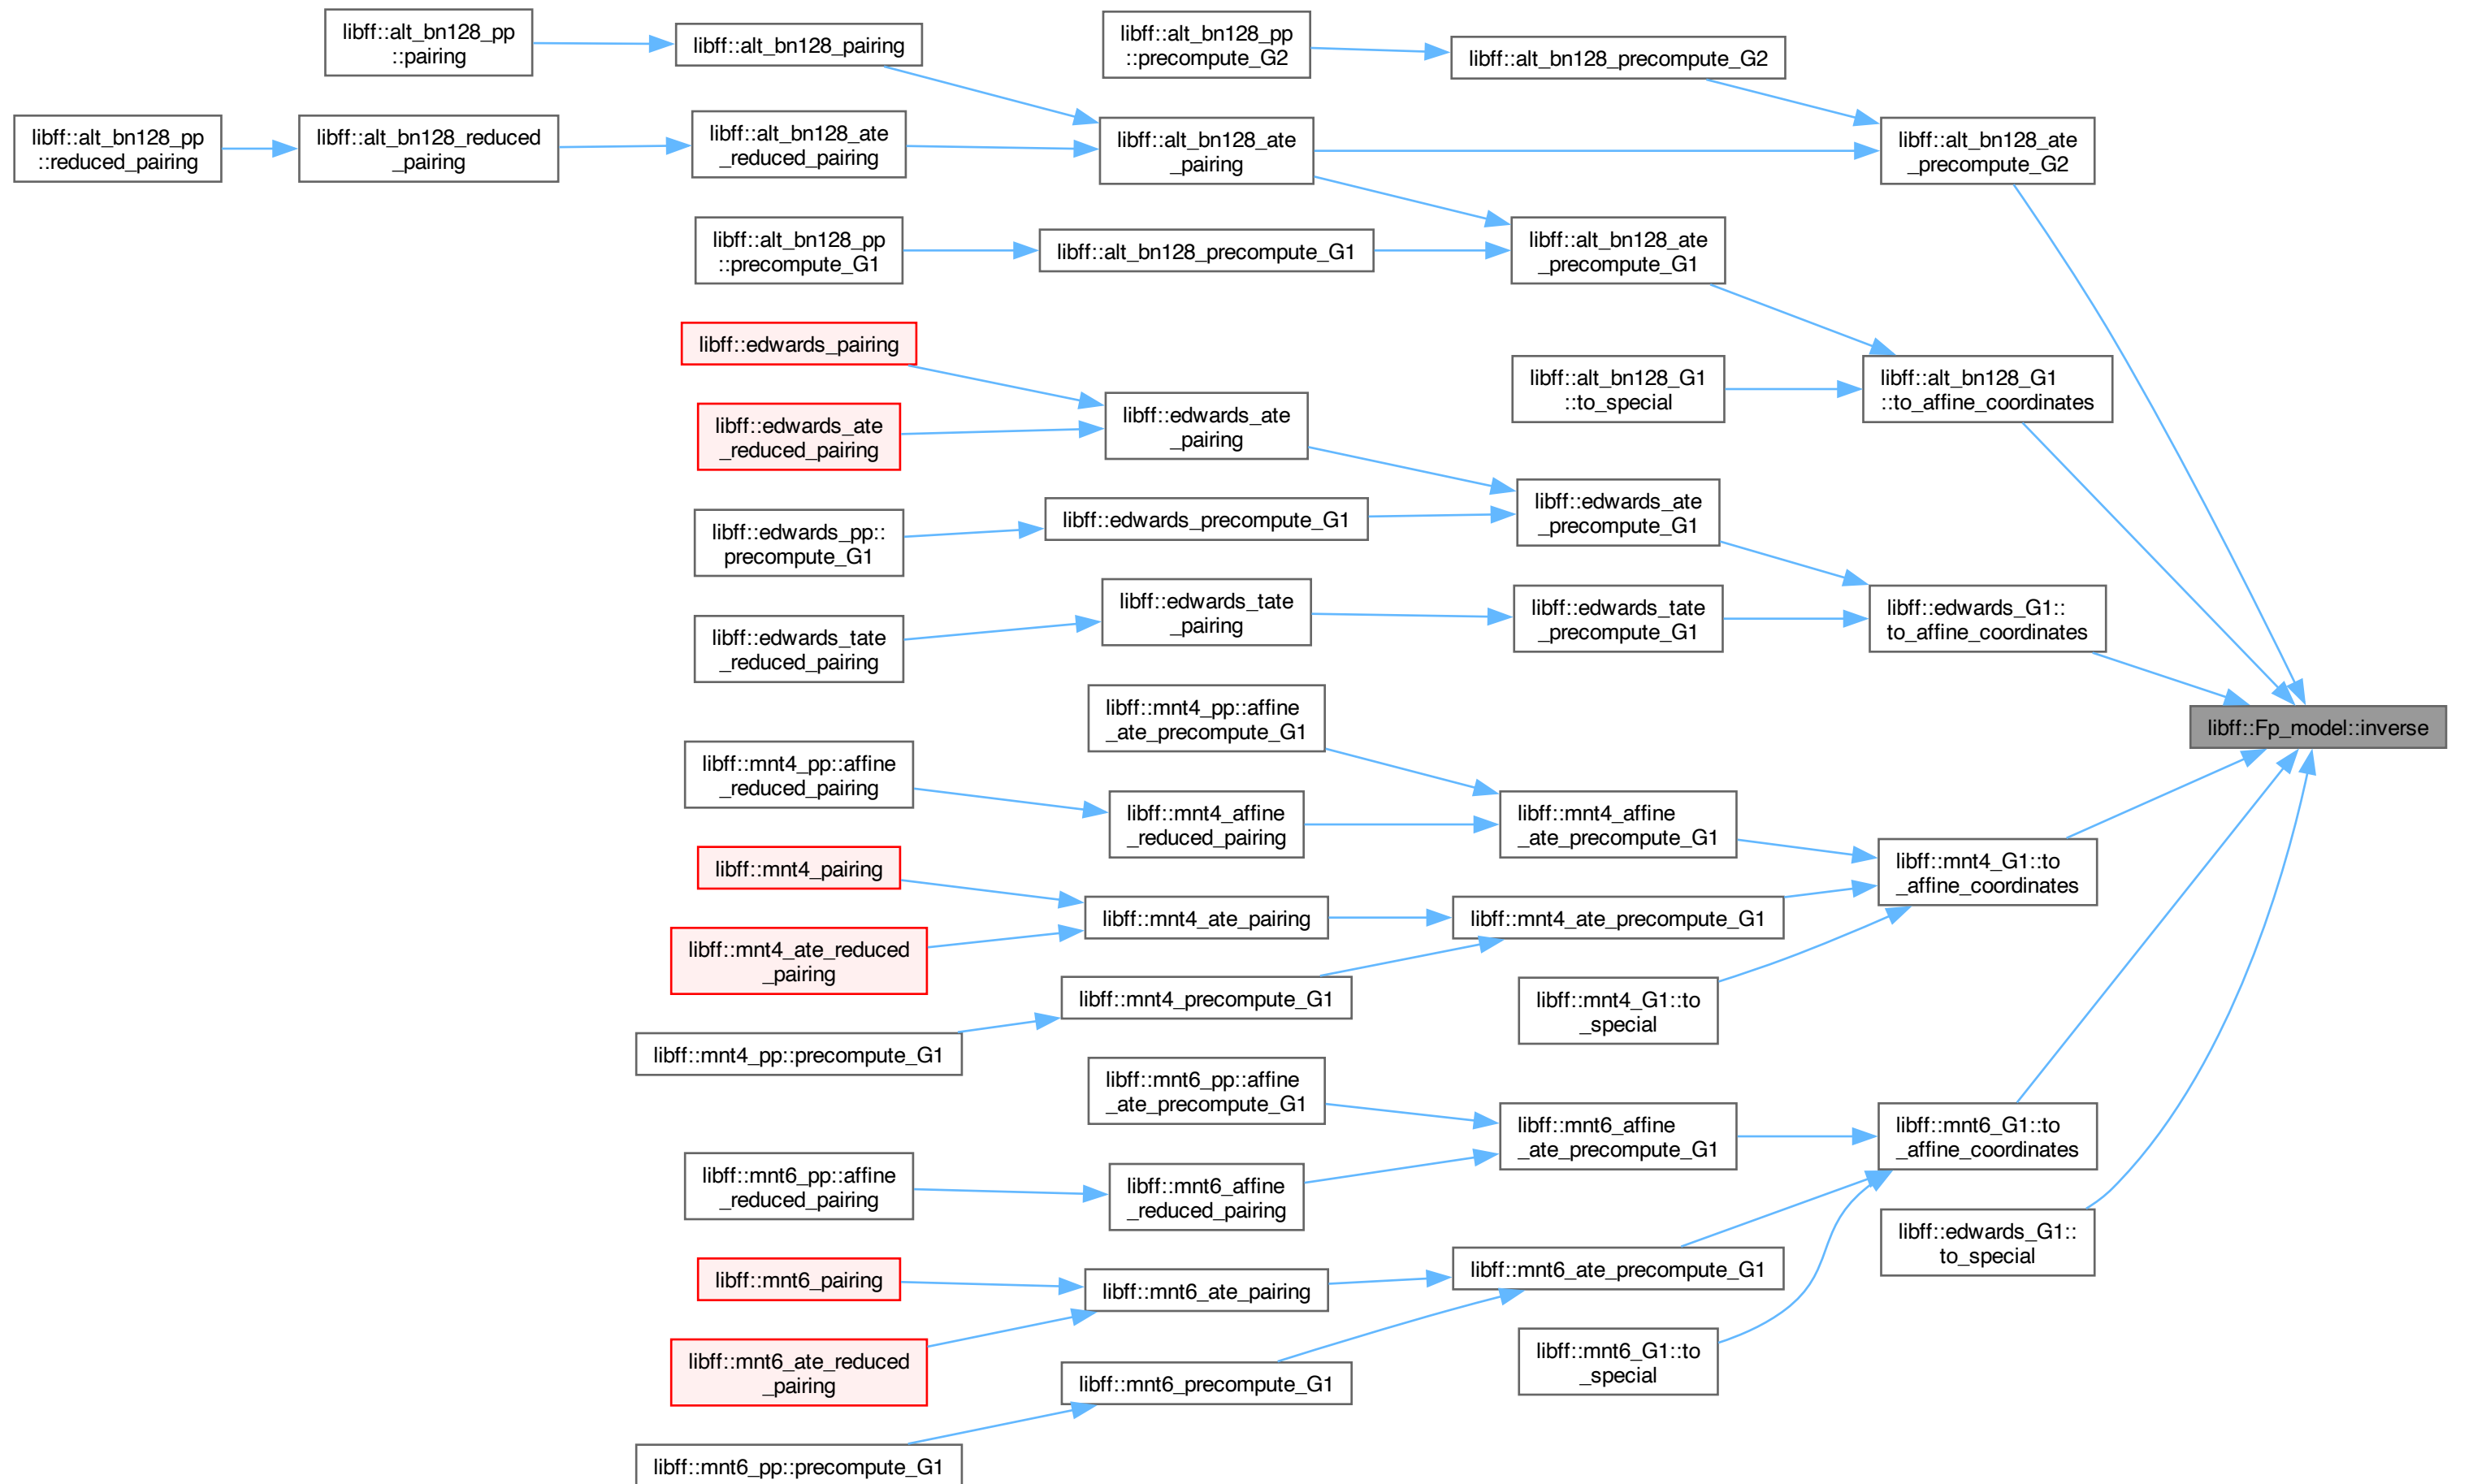 libff::alt_bn128_pp
::pairing
libff::alt_bn128_pairing
libff::alt_bn128_pp
::precompute_G2
libff::alt_bn128_precompute_G2
libff::alt_bn128_pp
::reduced_pairing
libff::alt_bn128_reduced
_pairing
libff::alt_bn128_ate
_reduced_pairing
libff::alt_bn128_ate
_pairing
libff::alt_bn128_ate
_precompute_G2
libff::alt_bn128_pp
::precompute_G1
libff::alt_bn128_precompute_G1
libff::alt_bn128_ate
_precompute_G1
libff::edwards_pairing
libff::alt_bn128_G1
::to_special
libff::alt_bn128_G1
::to_affine_coordinates
libff::edwards_ate
_reduced_pairing
libff::edwards_ate
_pairing
libff::edwards_pp::
precompute_G1
libff::edwards_precompute_G1
libff::edwards_ate
_precompute_G1
libff::edwards_tate
_reduced_pairing
libff::edwards_tate
_pairing
libff::edwards_tate
_precompute_G1
libff::edwards_G1::
to_affine_coordinates
libff::mnt4_pp::affine
_ate_precompute_G1
libff::Fp_model::inverse
libff::mnt4_pp::affine
_reduced_pairing
libff::mnt4_affine
_reduced_pairing
libff::mnt4_affine
_ate_precompute_G1
libff::mnt4_G1::to
_affine_coordinates
libff::mnt4_pairing
libff::mnt4_ate_pairing
libff::mnt4_ate_precompute_G1
libff::mnt4_ate_reduced
_pairing
libff::mnt4_precompute_G1
libff::mnt4_G1::to
_special
libff::mnt4_pp::precompute_G1
libff::mnt6_pp::affine
_ate_precompute_G1
libff::mnt6_affine
_ate_precompute_G1
libff::mnt6_G1::to
_affine_coordinates
libff::mnt6_pp::affine
_reduced_pairing
libff::mnt6_affine
_reduced_pairing
libff::edwards_G1::
to_special
libff::mnt6_pairing
libff::mnt6_ate_pairing
libff::mnt6_ate_precompute_G1
libff::mnt6_ate_reduced
_pairing
libff::mnt6_precompute_G1
libff::mnt6_G1::to
_special
libff::mnt6_pp::precompute_G1